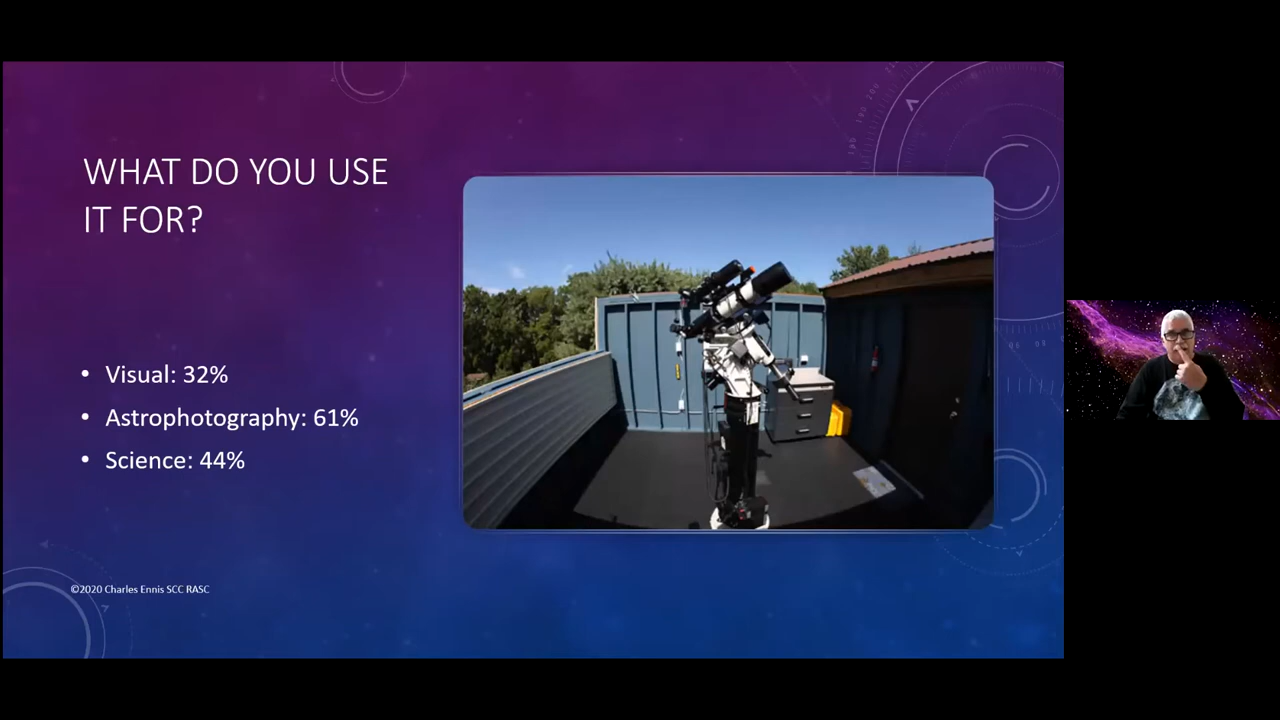 WHAT DO YOU USE
IT FOR?
• Visual: 32%
• Astrophotography: 61%
• Science: 44%
©2020 Charles Ennis SCC RASC